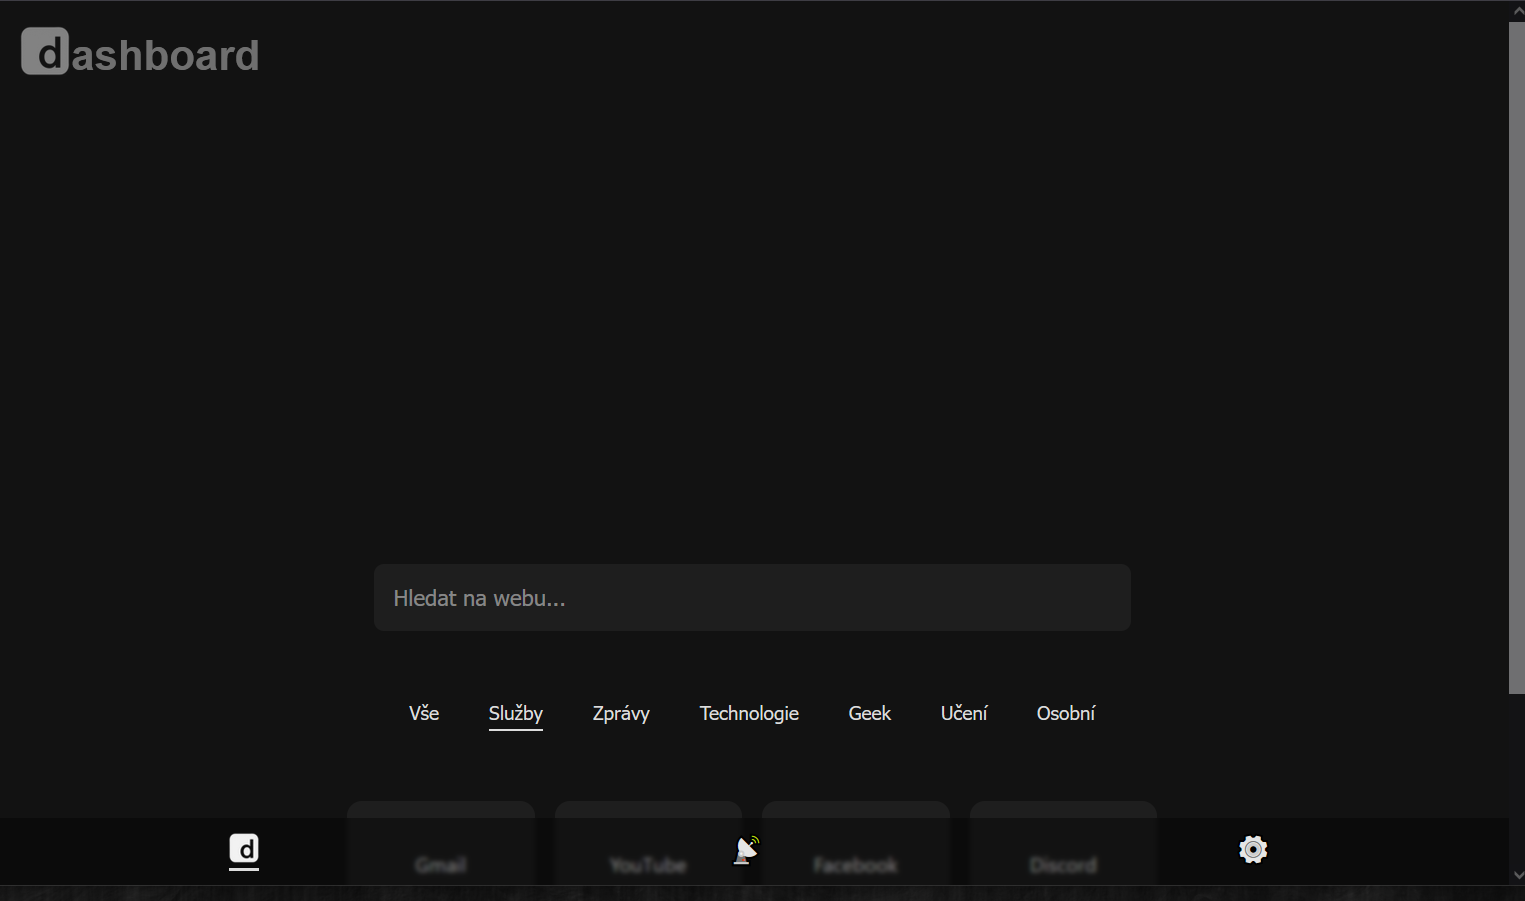 dashboard
Hledat na webu...
Vše Služby Zprávy Technologie Geek Učení Osobní
Gmail YouTube Facebook Discord
d